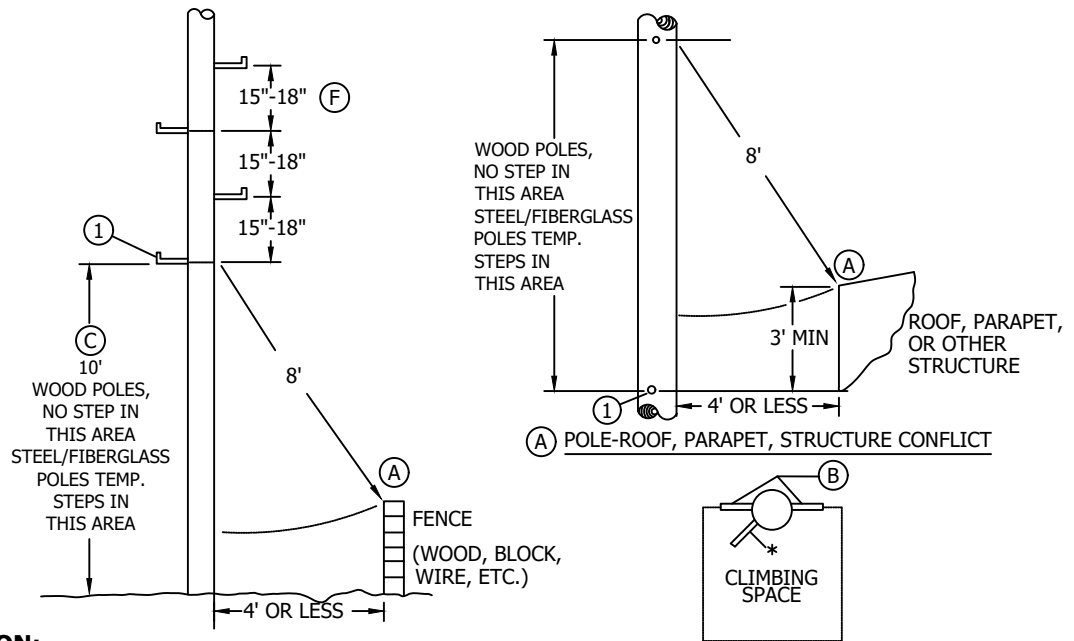 15"-18" F
15"-18"
15"-18"
1
C
10'
WOOD POLES,
NO STEP IN
THIS AREA
STEEL/FIBERGLASS
POLES TEMP.
STEPS IN
THIS AREA
8'
A
FENCE
(WOOD, BLOCK,
WIRE, ETC.)
4' OR LESS
WOOD POLES,
NO STEP IN
THIS AREA
STEEL/FIBERGLASS
POLES TEMP.
STEPS IN
THIS AREA
8'
A
3' MIN
ROOF, PARAPET,
OR OTHER
STRUCTURE
1
4' OR LESS
A POLE-ROOF, PARAPET, STRUCTURE CONFLICT
B
*
CLIMBING
SPACE